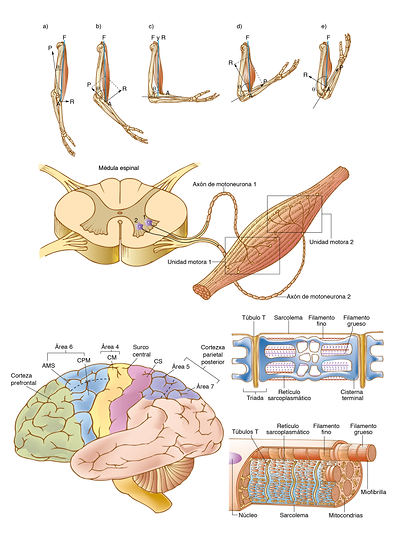 a) b) c) d) e)
F F F y R F F
P P R P R P
A R A R A A α A
Médula espinal
Axón de motoneurona 1
2 1
Unidad motora 2
Unidad motora 1
Axón de motoneurona 2
Área 6 Área 4 Surco central
Cortezxa parietal posterior
AMS CPM CM CS
Área 5
Corteza prefrontal
Área 7
Túbulo T Sarcolema Filamento fino Filamento grueso
Triada Retículo sarcoplasmático Cisterna terminal
Túbulos T Retículo sarcoplasmático Filamento fino Filamento grueso
Miofibrilla
Núcleo Sarcolema Mitocondrias